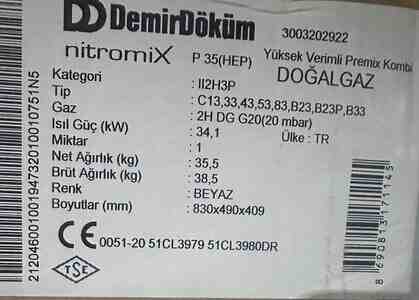 DemirDöküm
3003202922
nitromiX P 35(HEP) Yüksek Verimli Premix Kombi
DOĞALGAZ
Kategori : II2H3P
Tip : C13,33,43,53,83,B23,B23P,B33
Gaz : 2H DG G20(20 mbar)
Isıl Güç (kW) : 34,1 Ülke : TR
Miktar : 1
Net Ağırlık (kg) : 35,5
Brüt Ağırlık (kg) : 38,5
Renk : BEYAZ
Boyutlar (mm) : 830x490x409
CE 0051-20 51CL3979 51CL3980DR
TSE
21204600100194732010010751N5
8690813171145